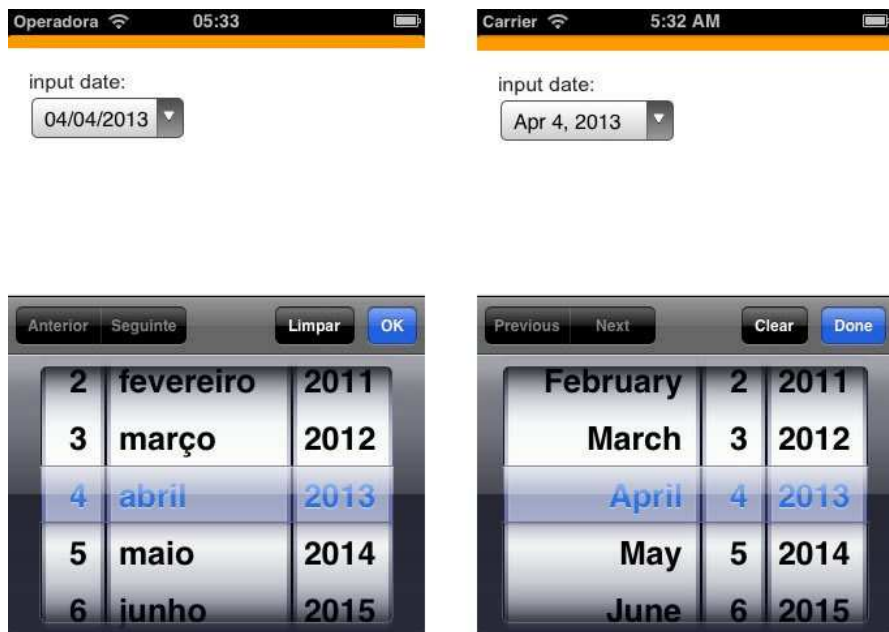 Operadora 05:33
input date:
04/04/2013
Anterior Seguinte Limpar OK
2 fevereiro 2011
3 março 2012
4 abril 2013
5 maio 2014
6 junho 2015
Carrier 5:32 AM
input date:
Apr 4, 2013
Previous Next Clear Done
February 2 2011
March 3 2012
April 4 2013
May 5 2014
June 6 2015